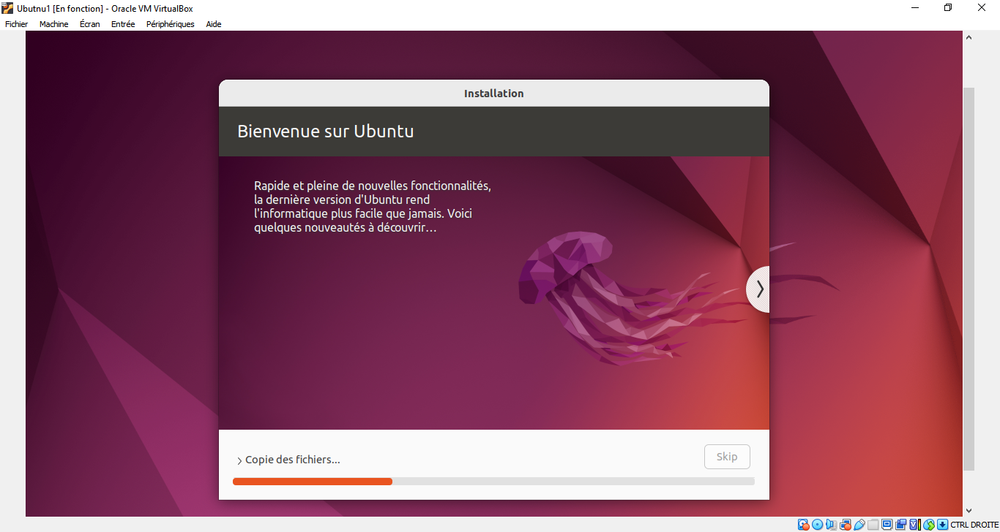 Ubutnu1 [En fonction] - Oracle VM VirtualBox
Fichier Machine Écran Entrée Périphériques Aide
Installation
Bienvenue sur Ubuntu
Rapide et pleine de nouvelles fonctionnalités,
la dernière version d'Ubuntu rend
l'informatique plus facile que jamais. Voici
quelques nouveautés à découvrir…
Copie des fichiers...
Skip
CTRL DROITE